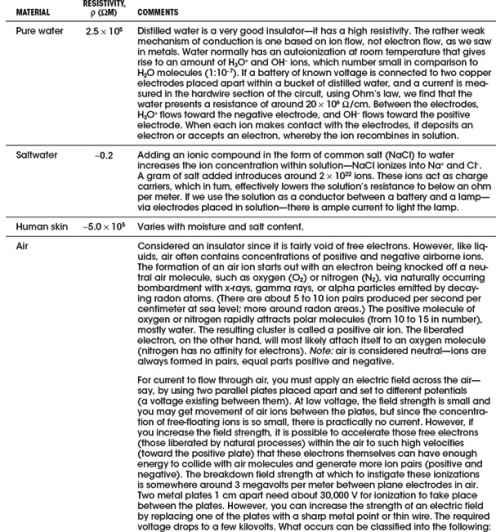 RESISTIVITY,
MATERIAL ρ (ΩM) COMMENTS
Pure water 2.5 × 10⁵ Distilled water is a very good insulator—it has a high resistivity. The rather weak
mechanism of conduction is one based on ion flow, not electron flow, as we saw
in metals. Water normally has an autoionization at room temperature that gives
rise to an amount of H₃O⁺ and OH⁻ ions, which number small in comparison to
H₂O molecules (1:10⁻⁷). If a battery of known voltage is connected to two copper
electrodes placed apart within a bucket of distilled water, and a current is mea-
sured in the hardwire section of the circuit, using Ohm's law, we find that the
water presents a resistance of around 20 × 10⁶ Ω/cm. Between the electrodes,
H₃O⁺ flows toward the negative electrode, and OH⁻ flows toward the positive
electrode. When each ion makes contact with the electrodes, it deposits an
electron or accepts an electron, whereby the ion recombines in solution.
Saltwater ~0.2 Adding an ionic compound in the form of common salt (NaCl) to water
increases the ion concentration within solution—NaCl ionizes into Na⁺ and Cl⁻.
A gram of salt added introduces around 2 × 10²² ions. These ions act as charge
carriers, which in turn, effectively lowers the solution's resistance to below an ohm
per meter. If we use the solution as a conductor between a battery and a lamp—
via electrodes placed in solution—there is ample current to light the lamp.
Human skin ~5.0 × 10⁵ Varies with moisture and salt content.
Air Considered an insulator since it is fairly void of free electrons. However, like liq-
uids, air often contains concentrations of positive and negative airborne ions.
The formation of an air ion starts out with an electron being knocked off a neu-
tral air molecule, such as oxygen (O₂) or nitrogen (N₂), via naturally occurring
bombardment with x-rays, gamma rays, or alpha particles emitted by decay-
ing radon atoms. (There are about 5 to 10 ion pairs produced per second per
centimeter at sea level; more around radon areas.) The positive molecule of
oxygen or nitrogen rapidly attracts polar molecules (from 10 to 15 in number),
mostly water. The resulting cluster is called a positive air ion. The liberated
electron, on the other hand, will most likely attach itself to an oxygen molecule
(nitrogen has no affinity for electrons). Note: air is considered neutral—ions are
always formed in pairs, equal parts positive and negative.
For current to flow through air, you must apply an electric field across the air—
say, by using two parallel plates placed apart and set to different potentials
(a voltage existing between them). At low voltage, the field strength is small and
you may get movement of air ions between the plates, but since the concentra-
tion of free-floating ions is so small, there is practically no current. However, if
you increase the field strength, it is possible to accelerate those free electrons
(those liberated by natural processes) within the air to such high velocities
(toward the positive plate) that these electrons themselves can have enough
energy to collide with air molecules and generate more ion pairs (positive and
negative). The breakdown field strength at which to instigate these ionizations
is somewhere around 3 megavolts per meter between plane electrodes in air.
Two metal plates 1 cm apart need about 30,000 V for ionization to take place
between the plates. However, you can increase the strength of an electric field
by replacing one of the plates with a sharp metal point or thin wire. The required
voltage drops to a few kilovolts. What occurs can be classified into the following: